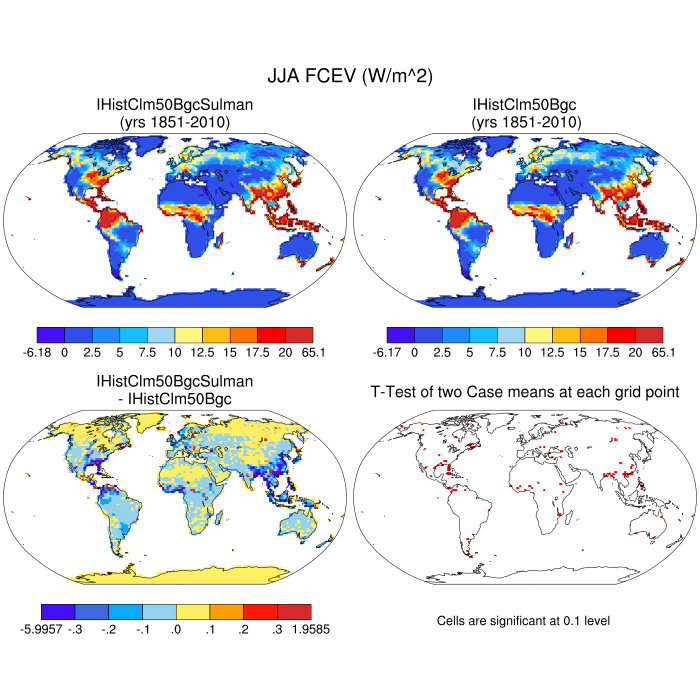 JJA FCEV (W/m^2)
IHistClm50BgcSulman
(yrs 1851-2010)
IHistClm50Bgc
(yrs 1851-2010)
-6.18 0 2.5 5 7.5 10 12.5 15 17.5 20 65.1
-6.17 0 2.5 5 7.5 10 12.5 15 17.5 20 65.1
IHistClm50BgcSulman
- IHistClm50Bgc
T-Test of two Case means at each grid point
-5.9957 -.3 -.2 -.1 .0 .1 .2 .3 1.9585
Cells are significant at 0.1 level